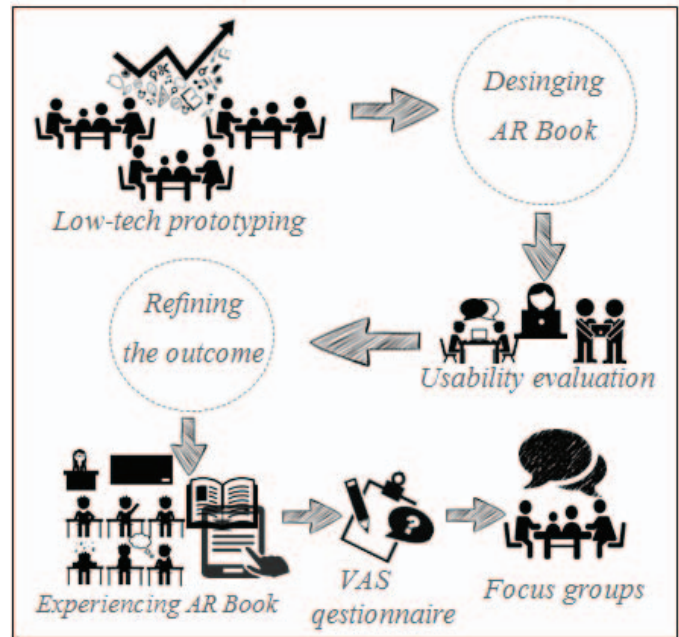 Low-tech prototyping
Desinging
AR Book
Usability evaluation
Refining
the outcome
Experiencing AR Book
VAS
qestionnaire
Focus groups